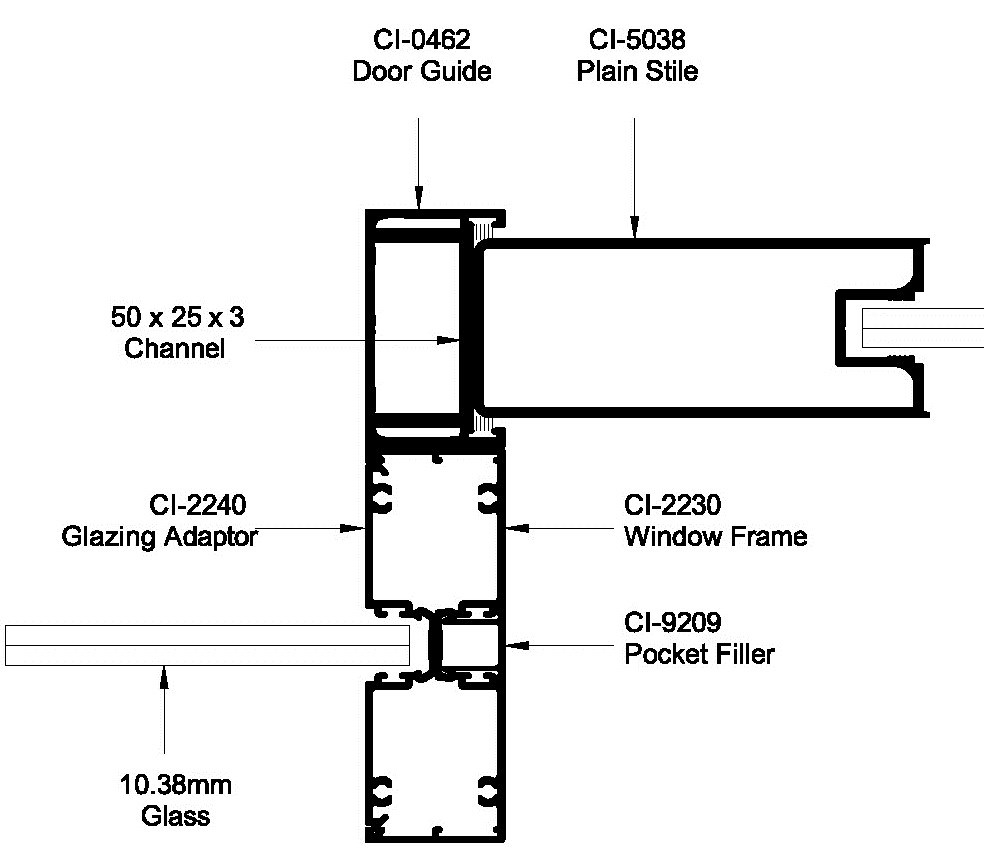 CI-0462
Door Guide
CI-5038
Plain Stile
50 x 25 x 3
Channel
CI-2240
Glazing Adaptor
CI-2230
Window Frame
CI-9209
Pocket Filler
10.38mm
Glass